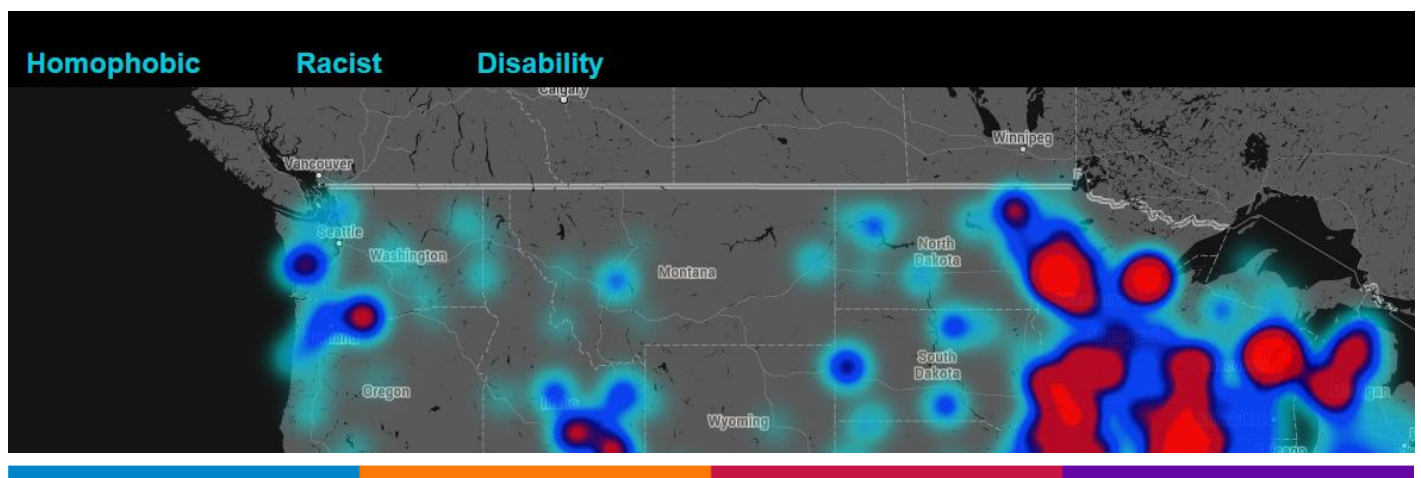 Homophobic Racist Disability
Calgary
Winnipeg
Vancouver
Seattle
Washington
North
Dakota
Montana
South
Dakota
Oregon
Idaho
Wyoming